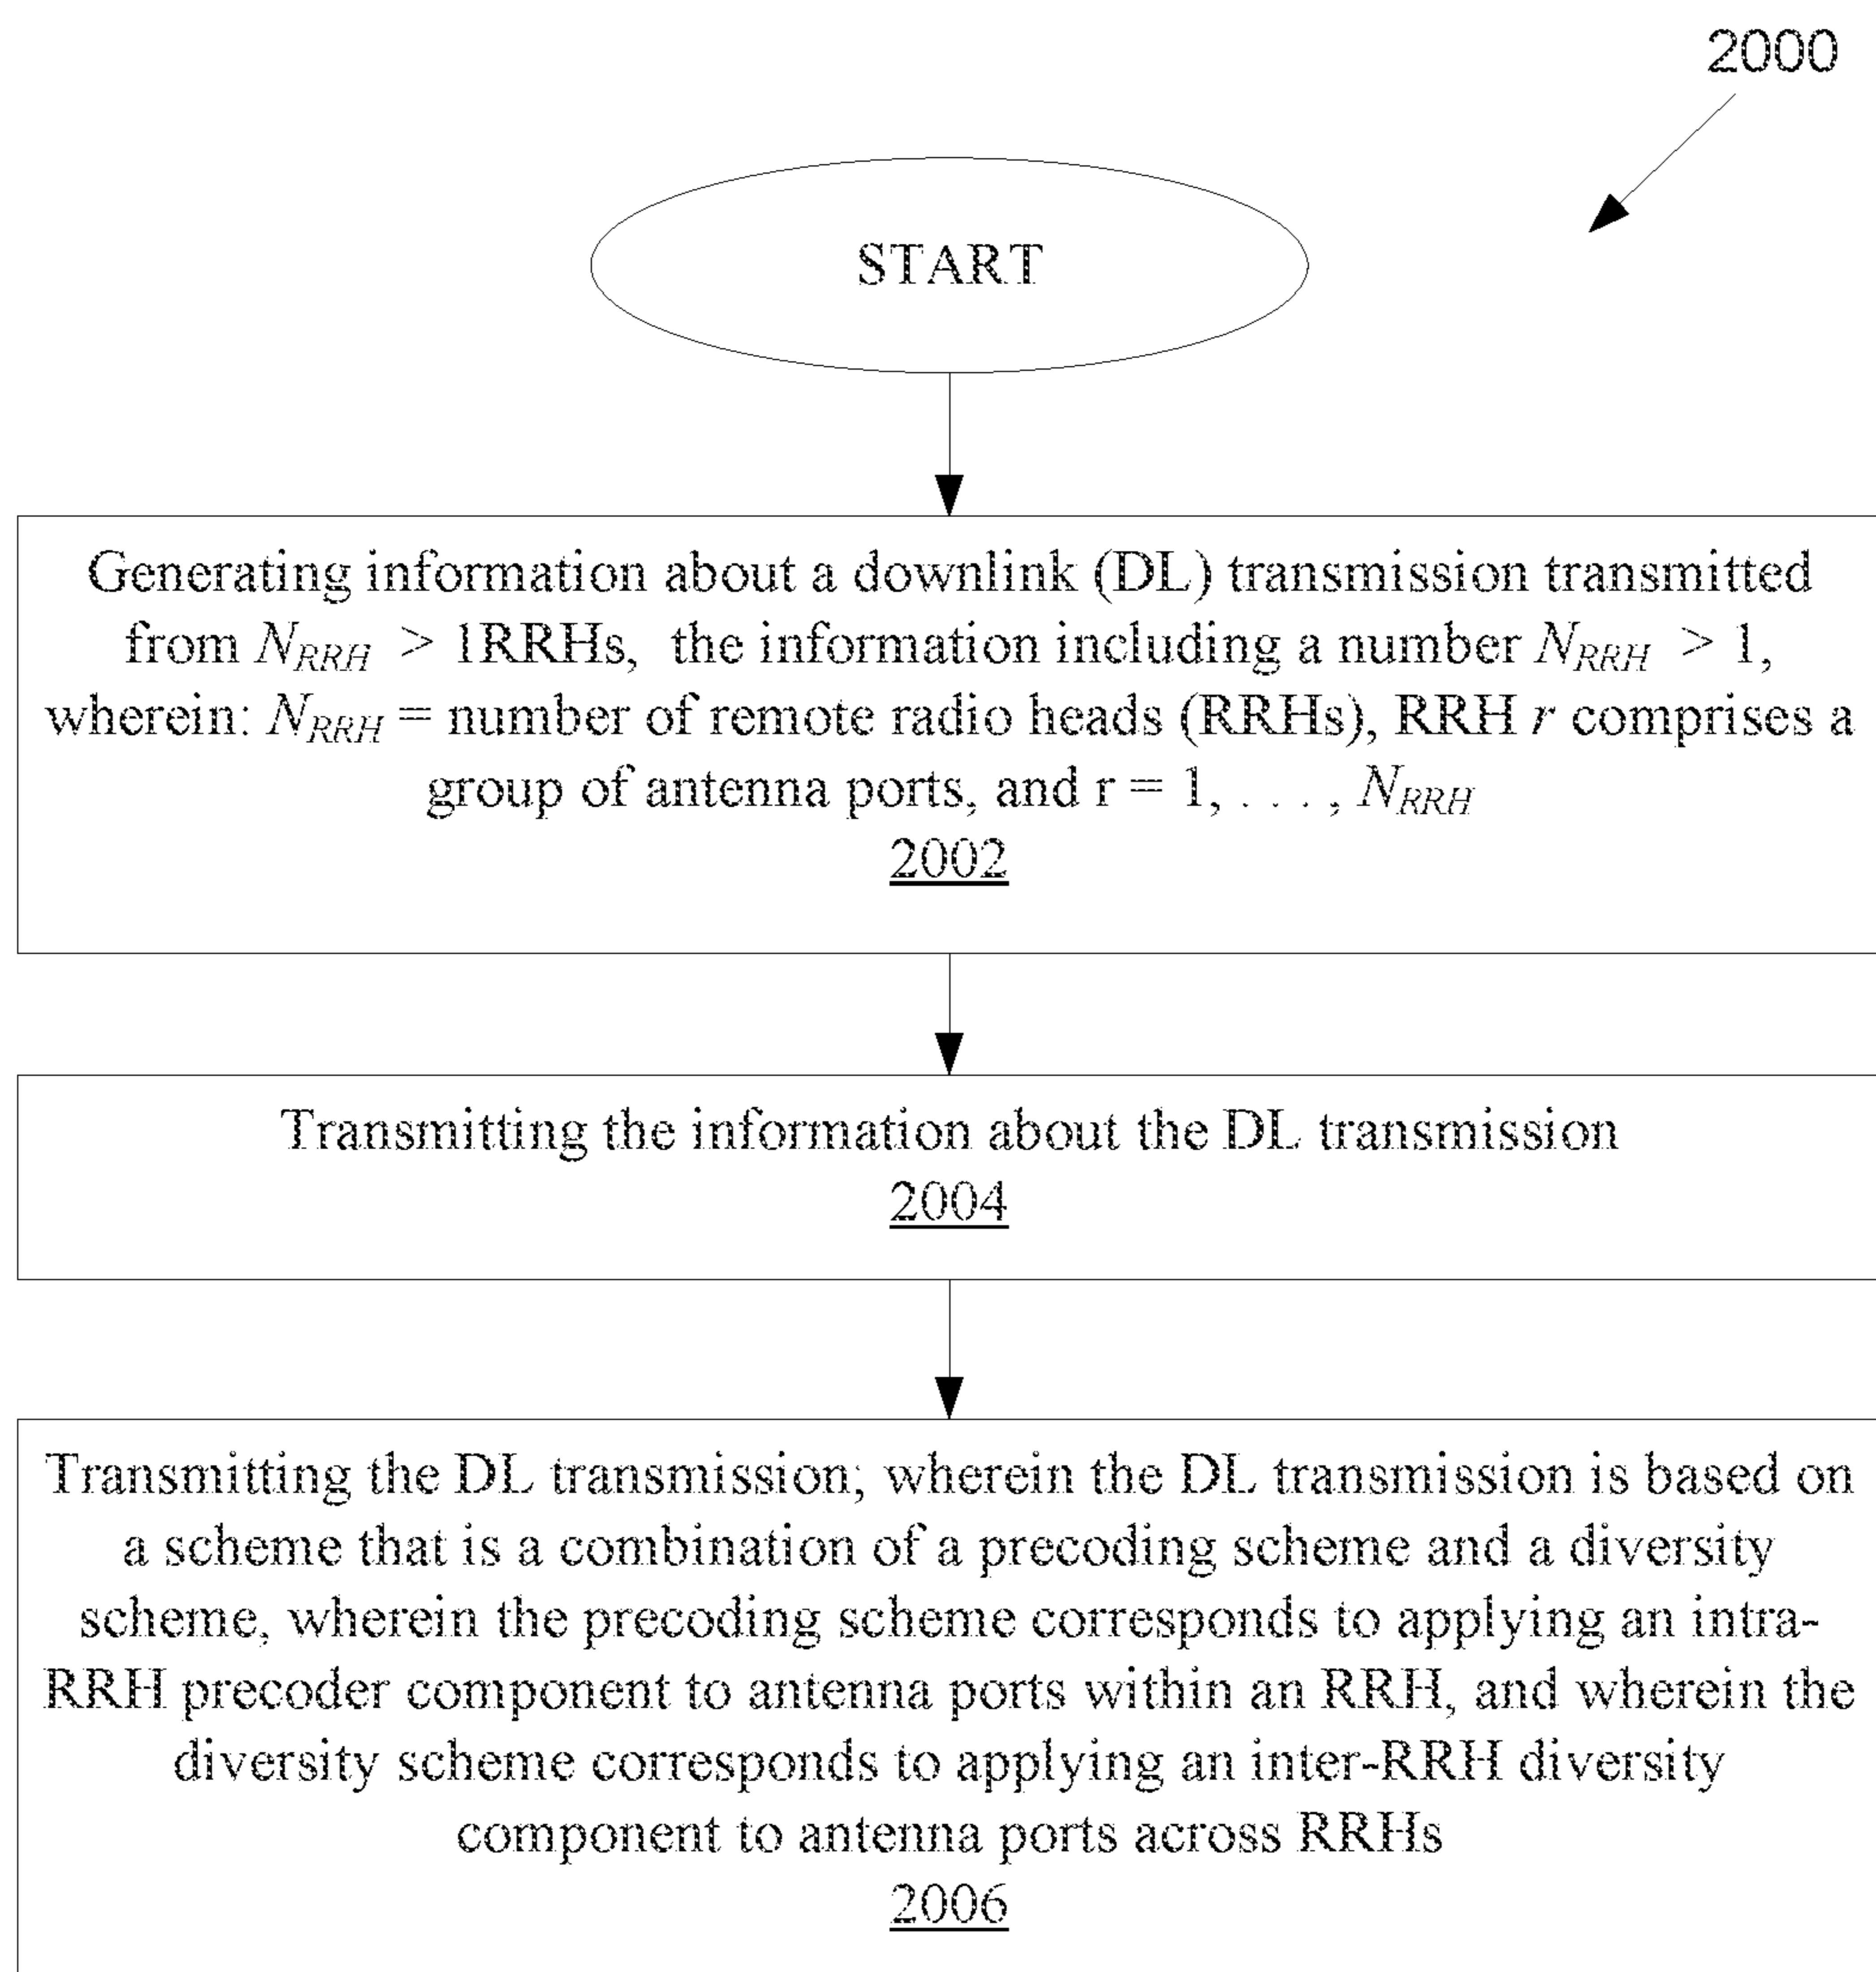 2000
START
Generating information about a downlink (DL) transmission transmitted
from N_RRH > 1RRHs, the information including a number N_RRH > 1,
wherein: N_RRH = number of remote radio heads (RRHs), RRH r comprises a
group of antenna ports, and r = 1, . . . , N_RRH
2002
Transmitting the information about the DL transmission
2004
Transmitting the DL transmission; wherein the DL transmission is based on
a scheme that is a combination of a precoding scheme and a diversity
scheme, wherein the precoding scheme corresponds to applying an intra-
RRH precoder component to antenna ports within an RRH, and wherein the
diversity scheme corresponds to applying an inter-RRH diversity
component to antenna ports across RRHs
2006